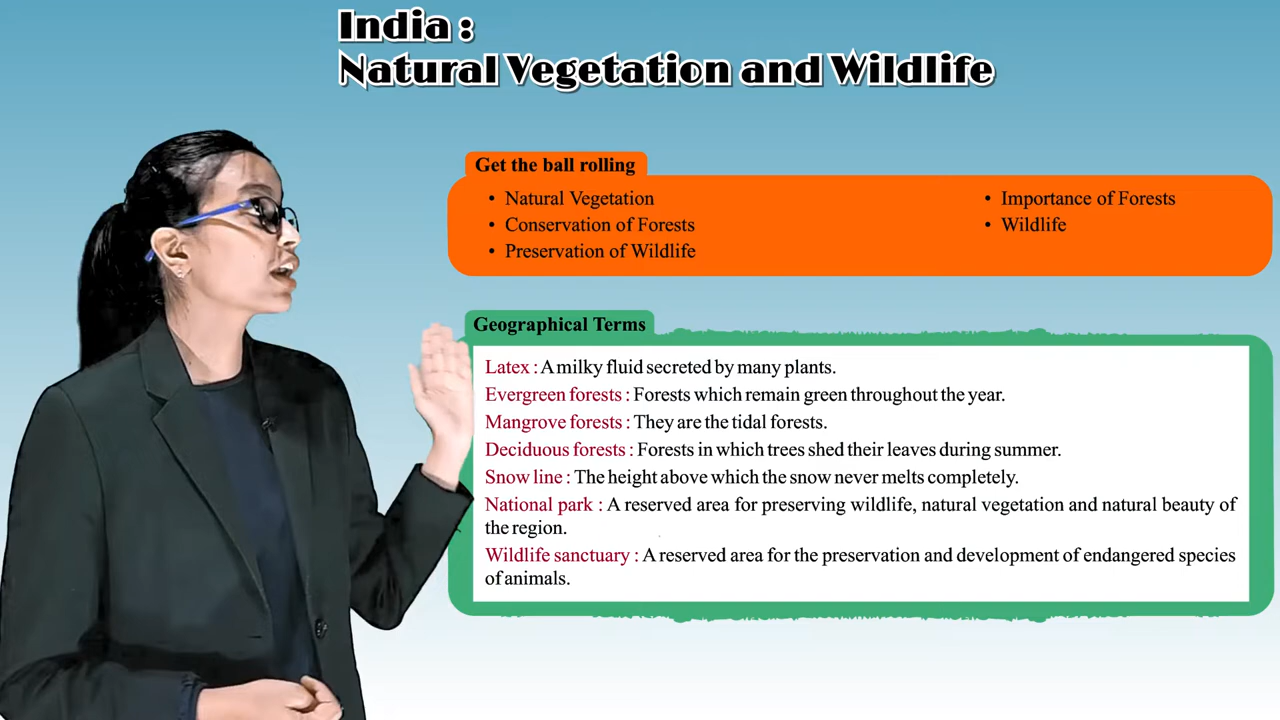 India :
Natural Vegetation and Wildlife
Get the ball rolling
• Natural Vegetation
• Conservation of Forests
• Preservation of Wildlife
• Importance of Forests
• Wildlife
Geographical Terms
Latex : A milky fluid secreted by many plants.
Evergreen forests : Forests which remain green throughout the year.
Mangrove forests : They are the tidal forests.
Deciduous forests : Forests in which trees shed their leaves during summer.
Snow line : The height above which the snow never melts completely.
National park : A reserved area for preserving wildlife, natural vegetation and natural beauty of
the region.
Wildlife sanctuary : A reserved area for the preservation and development of endangered species
of animals.